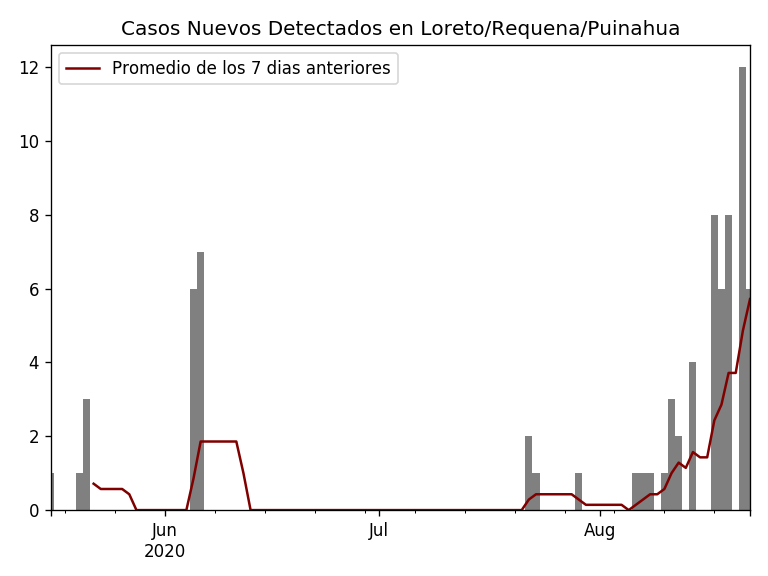 Casos Nuevos Detectados en Loreto/Requena/Puinahua
Promedio de los 7 dias anteriores
12
10
8
6
4
2
0
Jun
2020
Jul
Aug